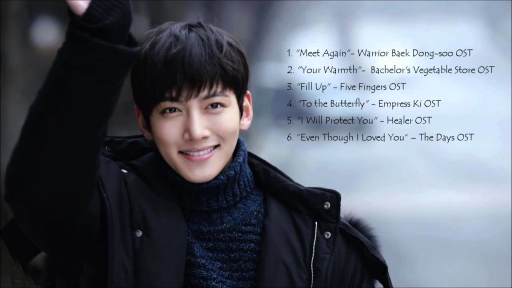 1. "Meet Again"- Warrior Baek Dong-soo OST
2. "Your Warmth"-  Bachelor's Vegetable Store OST
3. "Fill Up" - Five Fingers OST
4. "To the Butterfly" - Empress Ki OST
5. "I Will Protect You" - Healer OST
6. "Even Though I Loved You" – The Days OST